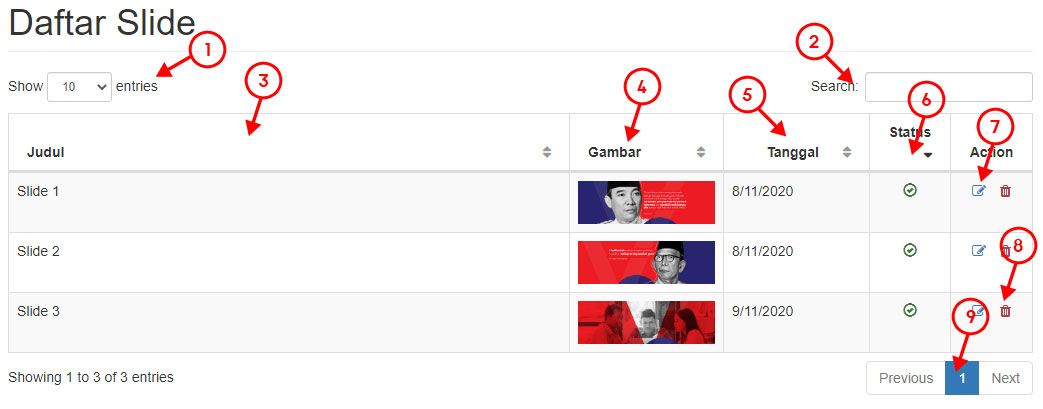 Daftar Slide
1
2
Show 10 entries
Search:
3
4
5
6
7
Judul
Gambar
Tanggal
Status
Action
Slide 1
8/11/2020
Slide 2
8/11/2020
8
Slide 3
9/11/2020
9
Showing 1 to 3 of 3 entries
Previous 1 Next